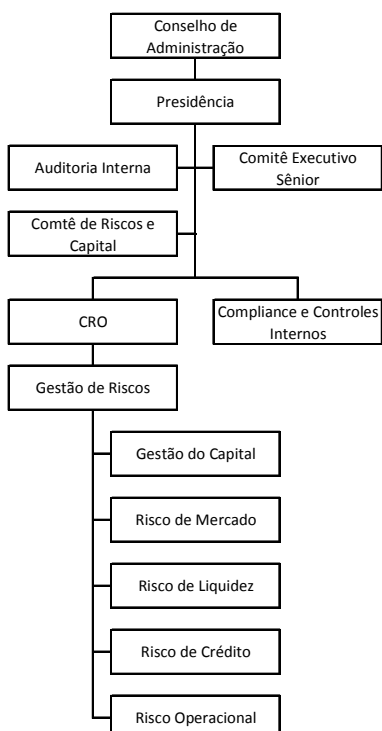 Conselho de
Administração
Presidência
Auditoria Interna
Comitê Executivo
Sênior
Comtê de Riscos e
Capital
CRO
Compliance e Controles
Internos
Gestão de Riscos
Gestão do Capital
Risco de Mercado
Risco de Liquidez
Risco de Crédito
Risco Operacional